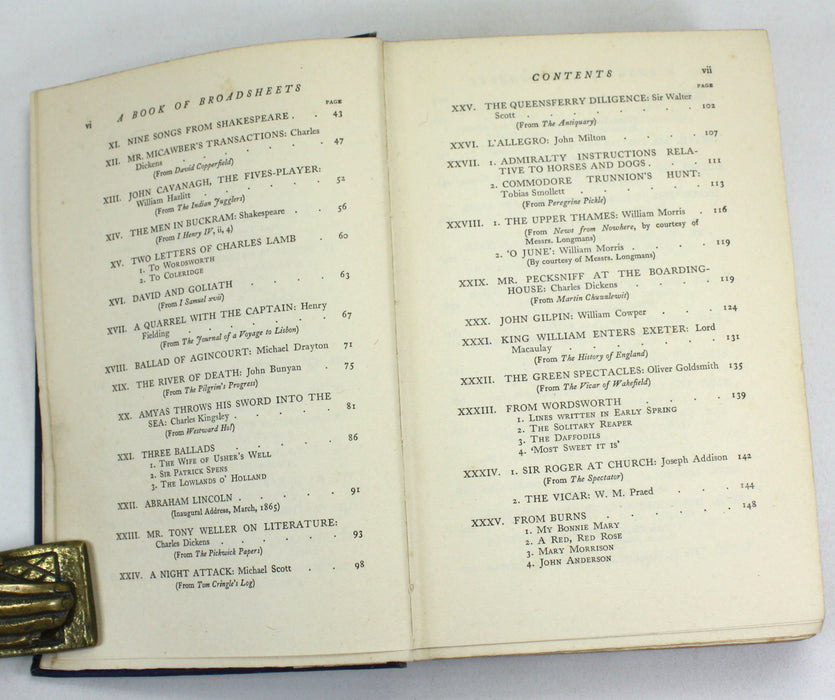 vi A BOOK OF BROADSHEETS
PAGE
XI. NINE SONGS FROM SHAKESPEARE . . 43
XII. MR. MICAWBER'S TRANSACTIONS: Charles
Dickens . . . . . . 47
(From David Copperfield)
XIII. JOHN CAVANAGH, THE FIVES-PLAYER:
William Hazlitt . . . . . 52
(From The Indian Jugglers)
XIV. THE MEN IN BUCKRAM: Shakespeare . . 56
(From I Henry IV, ii, 4)
XV. TWO LETTERS OF CHARLES LAMB . 60
1. To Wordsworth
2. To Coleridge
XVI. DAVID AND GOLIATH . . . . 63
(From I Samuel xvii)
XVII. A QUARREL WITH THE CAPTAIN: Henry
Fielding . . . . . . 67
(From The Journal of a Voyage to Lisbon)
XVIII. BALLAD OF AGINCOURT: Michael Drayton 71
XIX. THE RIVER OF DEATH: John Bunyan . 75
(From The Pilgrim's Progress)
XX. AMYAS THROWS HIS SWORD INTO THE
SEA: Charles Kingsley . . . . 81
(From Westward Ho!)
XXI. THREE BALLADS . . . . . 86
1. The Wife of Usher's Well
2. Sir Patrick Spens
3. The Lowlands o' Holland
XXII. ABRAHAM LINCOLN . . . . . 91
(Inaugural Address, March, 1865)
XXIII. MR. TONY WELLER ON LITERATURE:
Charles Dickens . . . . . 93
(From The Pickwick Papers)
XXIV. A NIGHT ATTACK: Michael Scott . . 98
(From Tom Cringle's Log)
CONTENTS vii
PAGE
XXV. THE QUEENSFERRY DILIGENCE: Sir Walter
Scott . . . . . . . 102
(From The Antiquary)
XXVI. L'ALLEGRO: John Milton . . . . 107
XXVII. 1. ADMIRALTY INSTRUCTIONS RELA-
TIVE TO HORSES AND DOGS . . . 111
2. COMMODORE TRUNNION'S HUNT:
Tobias Smollett . . . . . 113
(From Peregrine Pickle)
XXVIII. 1. THE UPPER THAMES: William Morris . 116
(From News from Nowhere, by courtesy of
Messrs. Longmans)
2. 'O JUNE': William Morris . . . . 119
(By courtesy of Messrs. Longmans)
XXIX. MR. PECKSNIFF AT THE BOARDING-
HOUSE: Charles Dickens . . . . 119
(From Martin Chuzzlewit)
XXX. JOHN GILPIN: William Cowper . . . 124
XXXI. KING WILLIAM ENTERS EXETER: Lord
Macaulay . . . . . . 131
(From The History of England)
XXXII. THE GREEN SPECTACLES: Oliver Goldsmith 135
(From The Vicar of Wakefield)
XXXIII. FROM WORDSWORTH . . . . 139
1. Lines written in Early Spring
2. The Solitary Reaper
3. The Daffodils
4. 'Most Sweet it is'
XXXIV. 1. SIR ROGER AT CHURCH: Joseph Addison 142
(From The Spectator)
2. THE VICAR: W. M. Praed . . . 144
XXXV. FROM BURNS . . . . . . 148
1. My Bonnie Mary
2. A Red, Red Rose
3. Mary Morrison
4. John Anderson